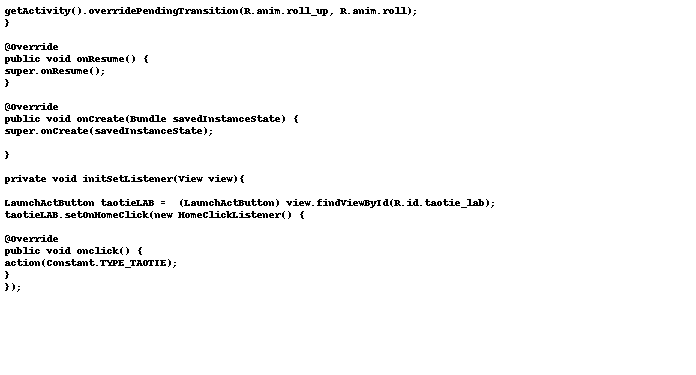 getActivity().overridePendingTransition(R.anim.roll_up, R.anim.roll);
}
@Override
public void onResume() {
super.onResume();
}
@Override
public void onCreate(Bundle savedInstanceState) {
super.onCreate(savedInstanceState);
}
private void initSetListener(View view){
LaunchActButton taotieLAB =  (LaunchActButton) view.findViewById(R.id.taotie_lab);
taotieLAB.setOnHomeClick(new HomeClickListener() {
@Override
public void onclick() {
action(Constant.TYPE_TAOTIE);
}
});